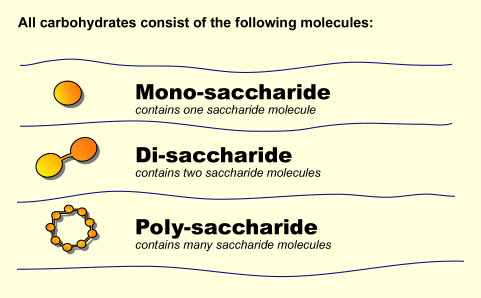 All carbohydrates consist of the following molecules:
Mono-saccharide
contains one saccharide molecule
Di-saccharide
contains two saccharide molecules
Poly-saccharide
contains many saccharide molecules